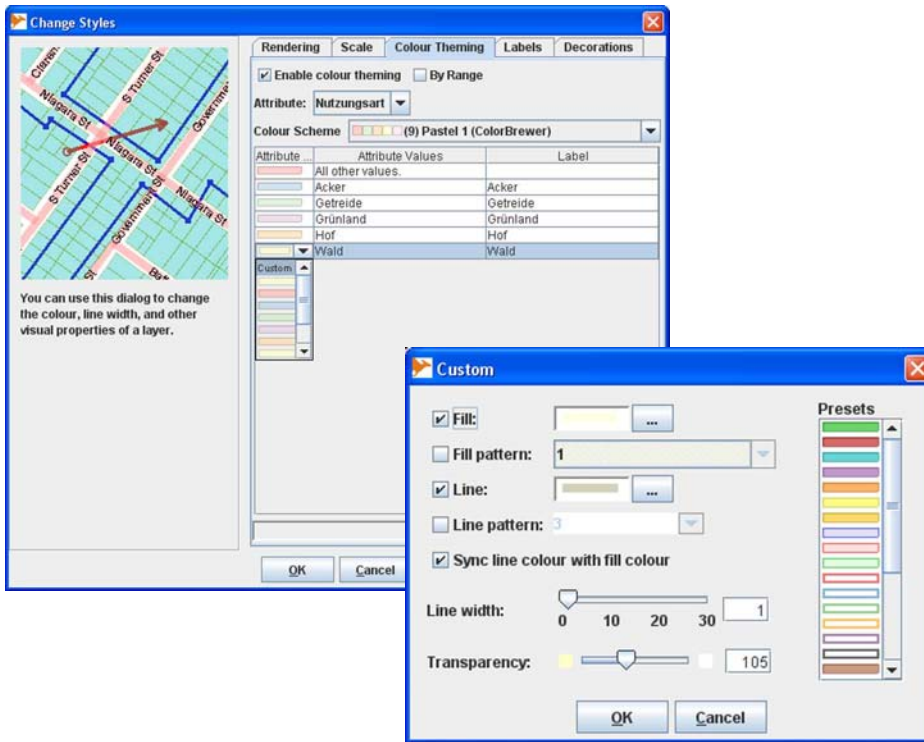 Change Styles
Rendering Scale Colour Theming Labels Decorations
Enable colour theming By Range
Attribute: Nutzungsart
Colour Scheme (9) Pastel 1 (ColorBrewer)
Attribute ... Attribute Values Label
All other values.
Acker Acker
Getreide Getreide
Grünland Grünland
Hof Hof
Wald Wald
Custom
Niagara St
S Turner St
Government
Niagara St
S Turner St
Government St
Niagara St
You can use this dialog to change
the colour, line width, and other
visual properties of a layer.
OK Cancel
Custom
Fill: ...
Fill pattern: 1
Line: ...
Line pattern: 3
Sync line colour with fill colour
Line width: 1
0 10 20 30
Transparency: 105
Presets
OK Cancel